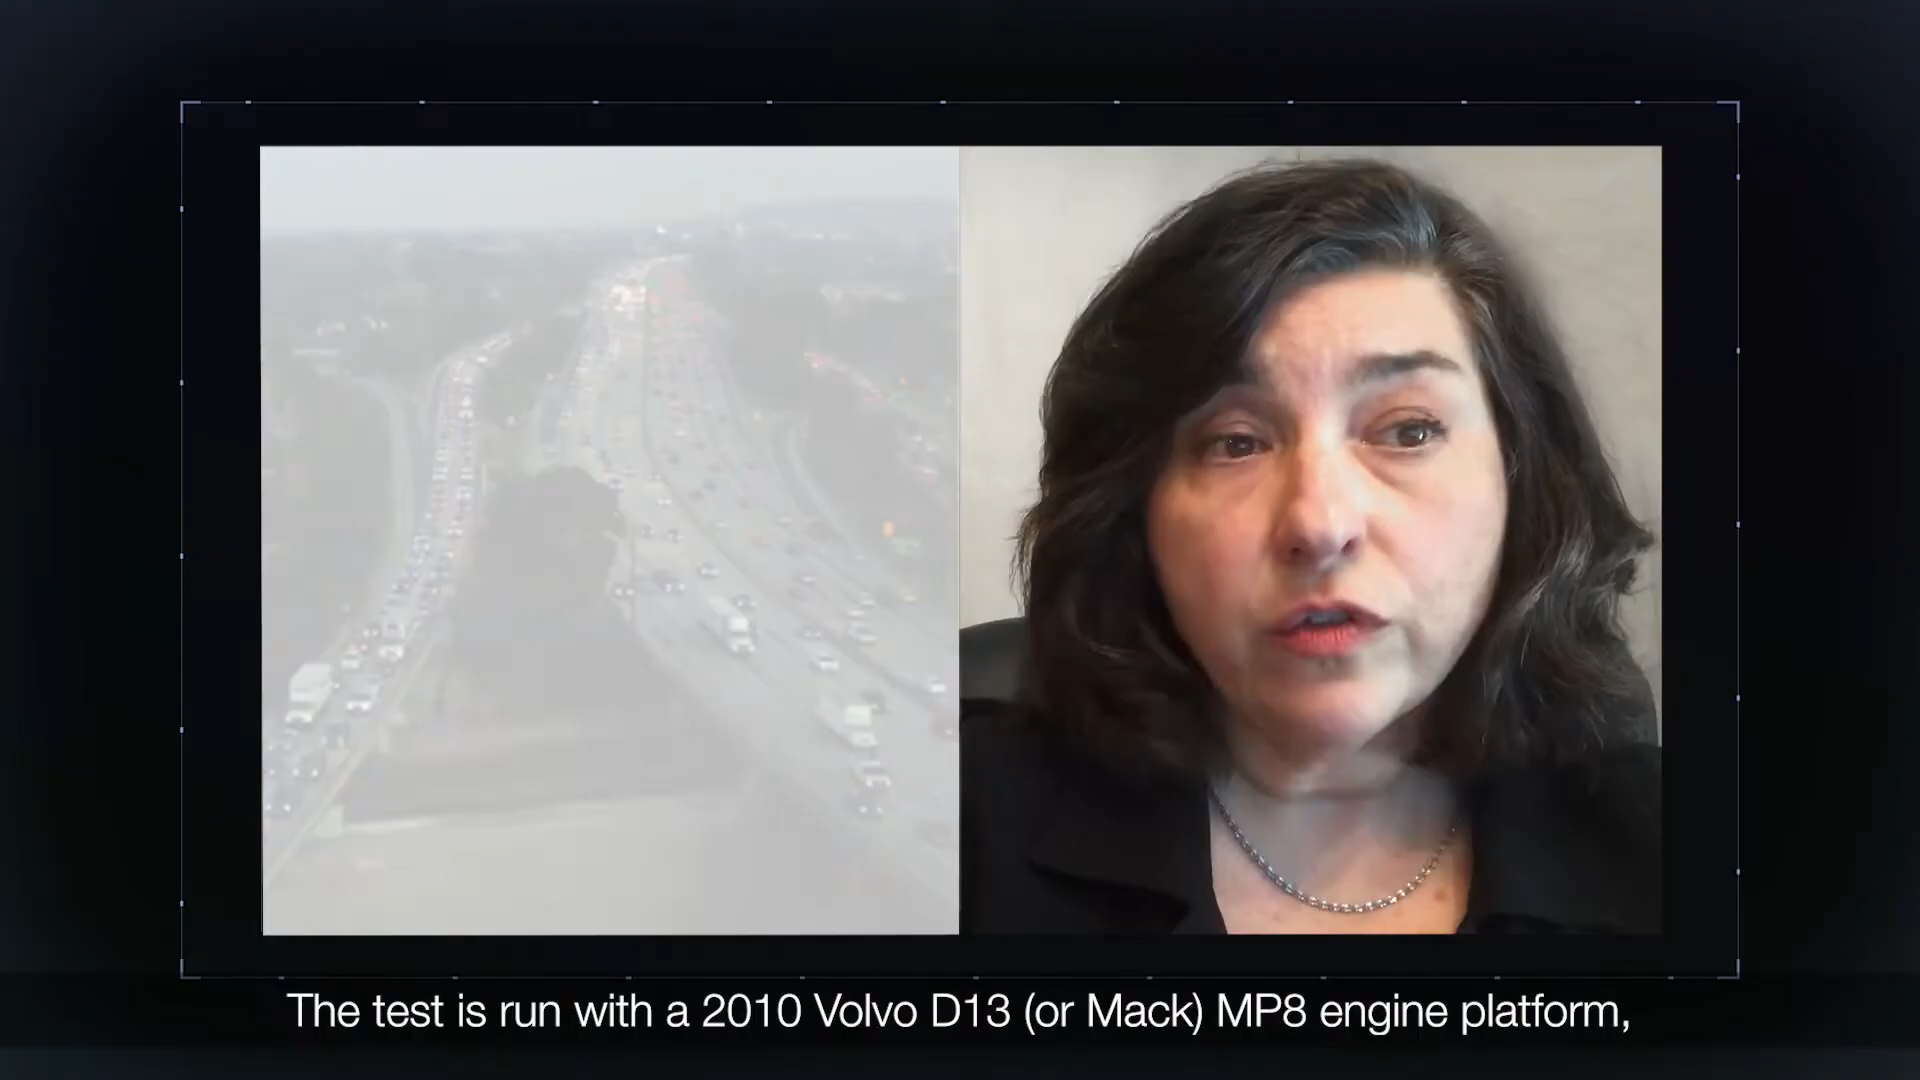 The test is run with a 2010 Volvo D13 (or Mack) MP8 engine platform,